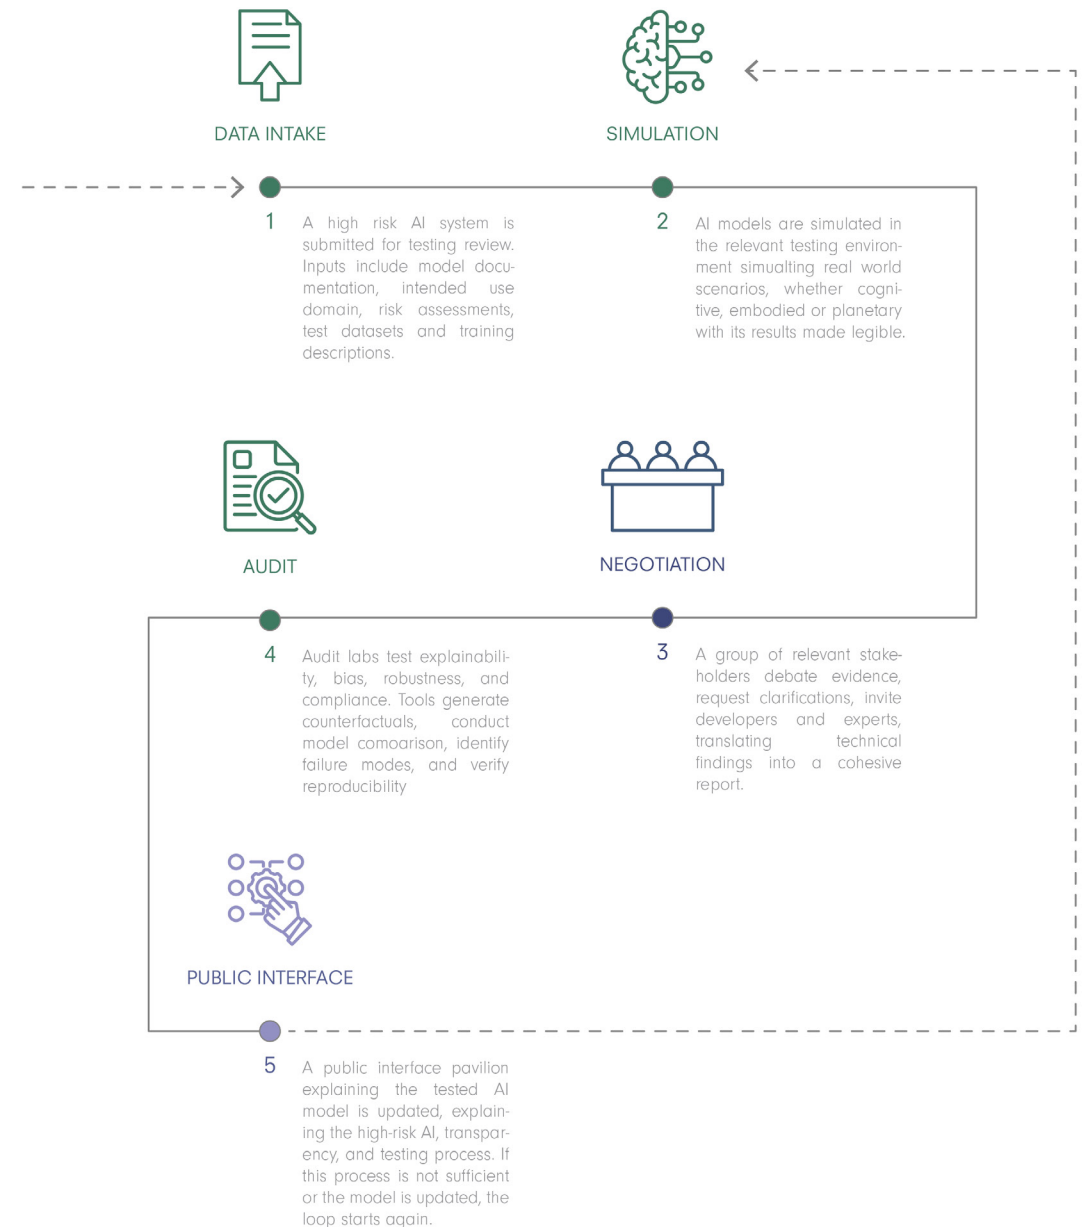 DATA INTAKE
1
A high risk AI system is
submitted for testing review.
Inputs include model docu-
mentation, intended use
domain, risk assessments,
test datasets and training
descriptions.
SIMULATION
2
AI models are simulated in
the relevant testing environ-
ment simualting real world
scenarios, whether cogni-
tive, embodied or planetary
with its results made legible.
NEGOTIATION
3
A group of relevant stake-
holders debate evidence,
request clarifications, invite
developers and experts,
translating technical
findings into a cohesive
report.
AUDIT
4
Audit labs test explainabili-
ty, bias, robustness, and
compliance. Tools generate
counterfactuals, conduct
model comoarison, identify
failure modes, and verify
reproducibility
PUBLIC INTERFACE
5
A public interface pavilion
explaining the tested AI
model is updated, explain-
ing the high-risk AI, transpar-
ency, and testing process. If
this process is not sufficient
or the model is updated, the
loop starts again.